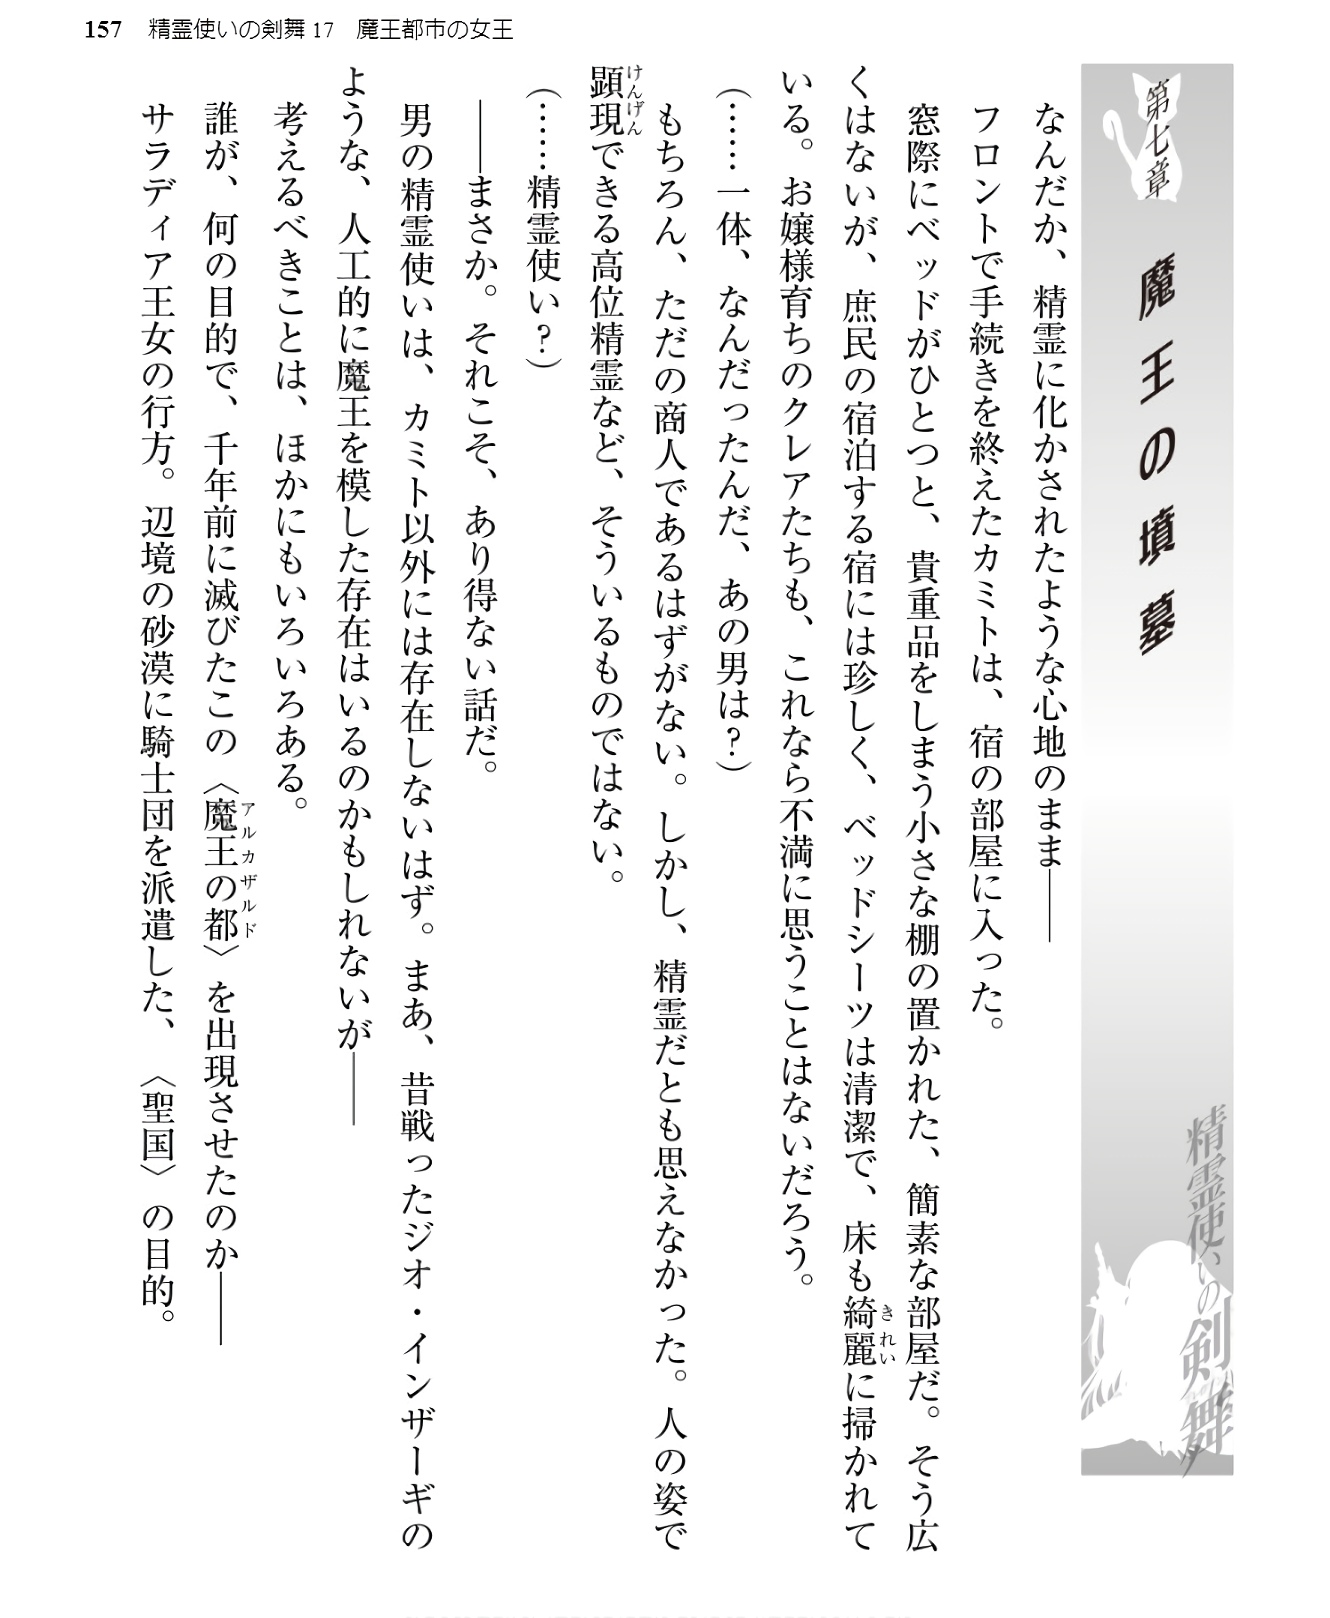 157　精霊使いの剣舞 17　魔王都市の女王
第七章　魔王の墳墓
精霊使いの剣舞
なんだか、精霊に化かされたような心地のまま――
フロントで手続きを終えたカミトは、宿の部屋に入った。
窓際にベッドがひとつと、貴重品をしまう小さな棚の置かれた、簡素な部屋だ。そう広
くはないが、庶民の宿泊する宿には珍しく、ベッドシーツは清潔で、床も綺麗に掃かれて
きれい
いる。お嬢様育ちのクレアたちも、これなら不満に思うことはないだろう。
（……一体、なんだったんだ、あの男は？）
もちろん、ただの商人であるはずがない。しかし、精霊だとも思えなかった。人の姿で
顕現できる高位精霊など、そういるものではない。
けんげん
（……精霊使い？）
――まさか。それこそ、あり得ない話だ。
男の精霊使いは、カミト以外には存在しないはず。まあ、昔戦ったジオ・インザーギの
ような、人工的に魔王を模した存在はいるのかもしれないが――
考えるべきことは、ほかにもいろいろある。
誰が、何の目的で、千年前に滅びたこの〈魔王の都〉を出現させたのか――
アルカザルド
サラディア王女の行方。辺境の砂漠に騎士団を派遣した、〈聖国〉の目的。